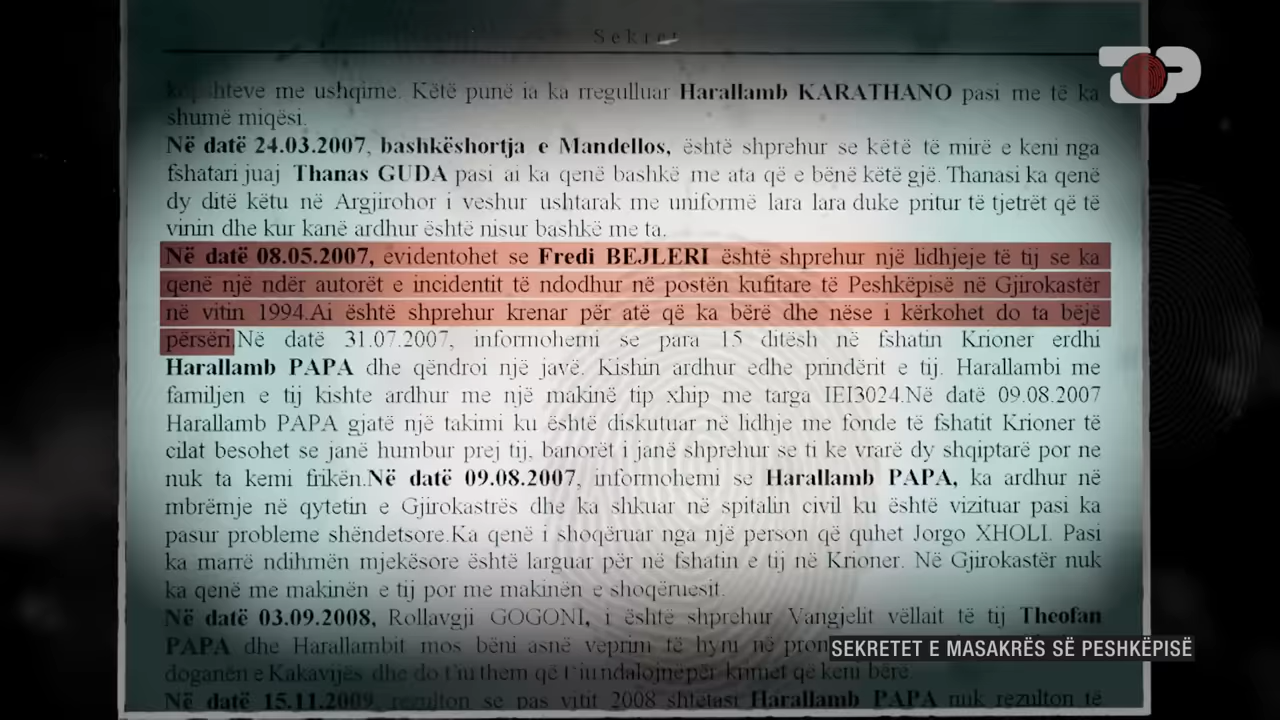 Sekret
hteve me ushqime. Këtë punë ia ka rregulluar Harallamb KARATHANO pasi me të ka
shumë miqësi.
Në datë 24.03.2007, bashkëshortja e Mandellos, është shprehur se këtë të mirë e keni nga
fshatari juaj Thanas GUDA pasi ai ka qenë bashkë me ata që e bënë këtë gjë. Thanasi ka qenë
dy ditë këtu në Argjirohor i veshur ushtarak me uniformë lara lara duke pritur të tjetrët që të
vinin dhe kur kanë ardhur është nisur bashkë me ta.
Në datë 08.05.2007, evidentohet se Fredi BEJLERI është shprehur një lidhjeje të tij se ka
qenë një ndër autorët e incidentit të ndodhur në postën kufitare të Peshkëpisë në Gjirokastër
në vitin 1994.Ai është shprehur krenar për atë që ka bërë dhe nëse i kërkohet do ta bëjë
përsëri.Në datë 31.07.2007, informohemi se para 15 ditësh në fshatin Krioner erdhi
Harallamb PAPA dhe qëndroi një javë. Kishin ardhur edhe prindërit e tij. Harallambi me
familjen e tij kishte ardhur me një makinë tip xhip me targa IEI3024.Në datë 09.08.2007
Harallamb PAPA gjatë një takimi ku është diskutuar në lidhje me fonde të fshatit Krioner të
cilat besohet se janë humbur prej tij, banorët i janë shprehur se ti ke vrarë dy shqiptarë por ne
nuk ta kemi frikën.Në datë 09.08.2007, informohemi se Harallamb PAPA, ka ardhur në
mbrëmje në qytetin e Gjirokastrës dhe ka shkuar në spitalin civil ku është vizituar pasi ka
pasur probleme shëndetsore.Ka qenë i shoqëruar nga një person që quhet Jorgo XHOLI. Pasi
ka marrë ndihmën mjekësore është larguar për në fshatin e tij në Krioner. Në Gjirokastër nuk
ka qenë me makinën e tij por me makinën e shoqëruesit.
Në datë 03.09.2008, Rollavgji GOGONI, i është shprehur Vangjelit vëllait të tij Theofan
PAPA dhe Harallambit mos bëni asnë veprim të hyni në
doganën e Kakavijës dhe do t'iu them që t'iu ndalojnë për krimet që keni bërë.
Në datë 15.11.2009, rezulton se pas vitit 2008 shtetasi Harallamb PAPA nuk rezulton të
SEKRETET E MASAKRËS SË PESHKËPISË